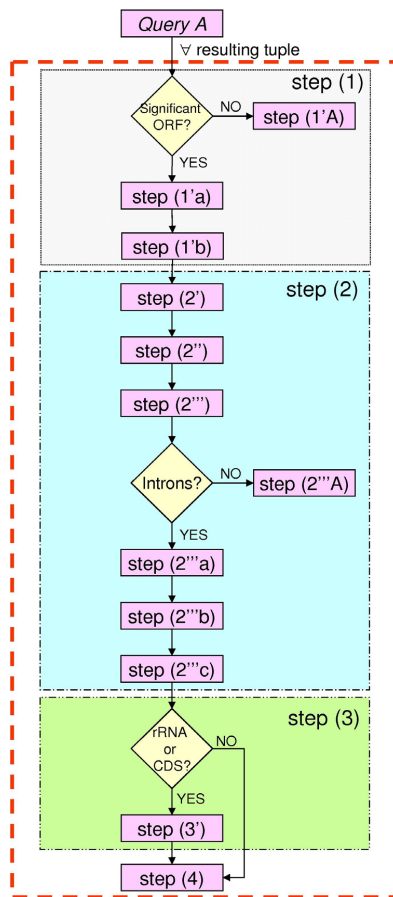 Query A
∀ resulting tuple
step (1)
Significant
ORF?
NO
step (1'A)
YES
step (1'a)
step (1'b)
step (2)
step (2')
step (2'')
step (2''')
Introns?
NO
step (2'''A)
YES
step (2'''a)
step (2'''b)
step (2'''c)
step (3)
rRNA
or
CDS?
NO
YES
step (3')
step (4)